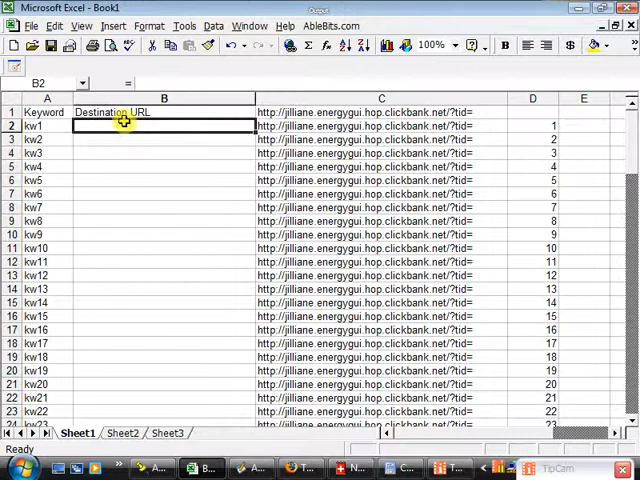 Output
Microsoft Excel - Book1
File Edit View Insert Format Tools Data Window Help AbleBits.com
100%
B2 =
A B C D E
1 Keyword Destination URL http://jilliane.energygui.hop.clickbank.net/?tid=
2 kw1 http://jilliane.energygui.hop.clickbank.net/?tid= 1
3 kw2 http://jilliane.energygui.hop.clickbank.net/?tid= 2
4 kw3 http://jilliane.energygui.hop.clickbank.net/?tid= 3
5 kw4 http://jilliane.energygui.hop.clickbank.net/?tid= 4
6 kw5 http://jilliane.energygui.hop.clickbank.net/?tid= 5
7 kw6 http://jilliane.energygui.hop.clickbank.net/?tid= 6
8 kw7 http://jilliane.energygui.hop.clickbank.net/?tid= 7
9 kw8 http://jilliane.energygui.hop.clickbank.net/?tid= 8
10 kw9 http://jilliane.energygui.hop.clickbank.net/?tid= 9
11 kw10 http://jilliane.energygui.hop.clickbank.net/?tid= 10
12 kw11 http://jilliane.energygui.hop.clickbank.net/?tid= 11
13 kw12 http://jilliane.energygui.hop.clickbank.net/?tid= 12
14 kw13 http://jilliane.energygui.hop.clickbank.net/?tid= 13
15 kw14 http://jilliane.energygui.hop.clickbank.net/?tid= 14
16 kw15 http://jilliane.energygui.hop.clickbank.net/?tid= 15
17 kw16 http://jilliane.energygui.hop.clickbank.net/?tid= 16
18 kw17 http://jilliane.energygui.hop.clickbank.net/?tid= 17
19 kw18 http://jilliane.energygui.hop.clickbank.net/?tid= 18
20 kw19 http://jilliane.energygui.hop.clickbank.net/?tid= 19
21 kw20 http://jilliane.energygui.hop.clickbank.net/?tid= 20
22 kw21 http://jilliane.energygui.hop.clickbank.net/?tid= 21
23 kw22 http://jilliane.energygui.hop.clickbank.net/?tid= 22
24 kw23 http://jilliane.energygui.hop.clickbank.net/?tid= 23
Sheet1 Sheet2 Sheet3
Ready
A... B... A... T... N... C... T... TipCam